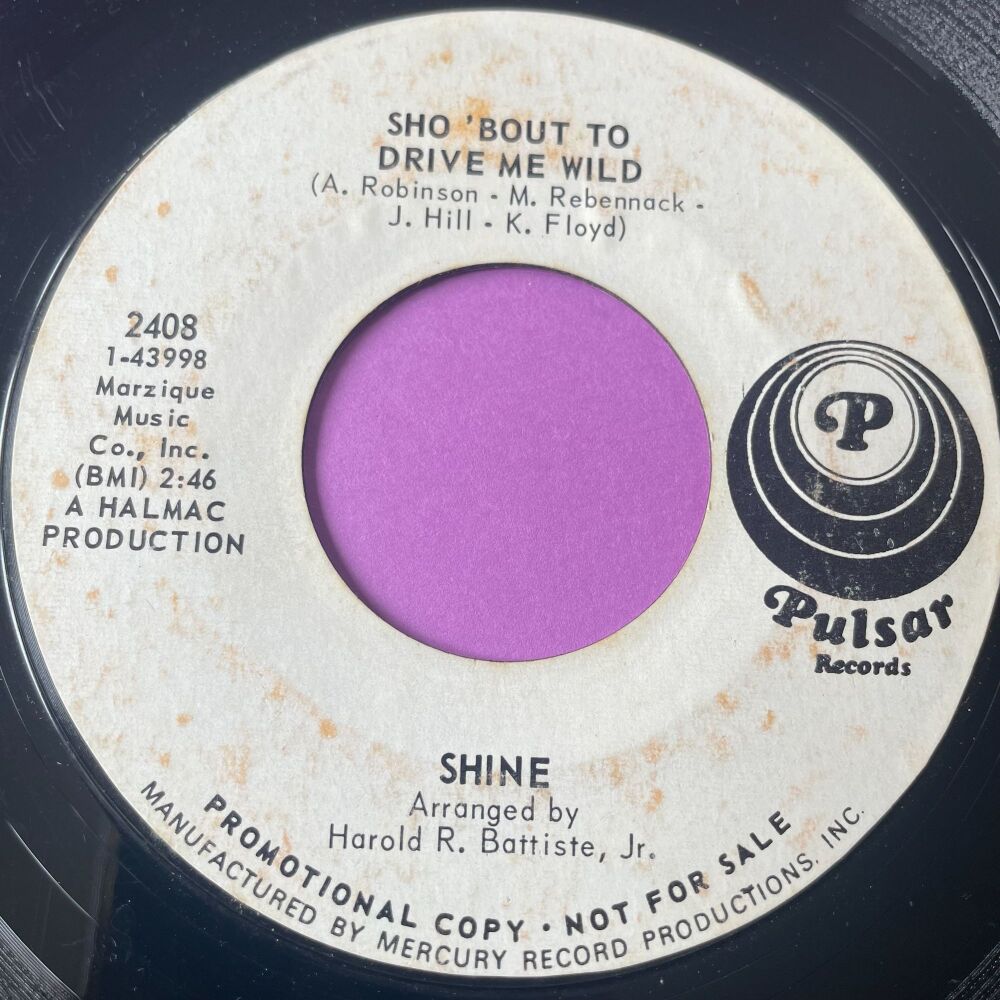 SHO 'BOUT TO
DRIVE ME WILD
(A. Robinson - M. Rebennack -
J. Hill - K. Floyd)
2408
1-43998
Marzique
Music
Co., Inc.
(BMI) 2:46
A HALMAC
PRODUCTION
P
Pulsar
Records
SHINE
Arranged by
Harold R. Battiste, Jr.
PROMOTIONAL COPY · NOT FOR SALE
MANUFACTURED BY MERCURY RECORD PRODUCTIONS, INC.